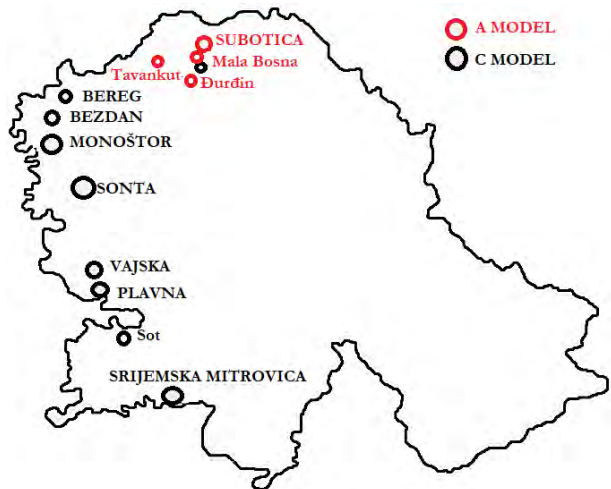 A MODEL
C MODEL
SUBOTICA
Mala Bosna
Tavankut
Đurđin
BEREG
BEZDAN
MONOŠTOR
SONTA
VAJSKA
PLAVNA
Sot
SRIJEMSKA MITROVICA